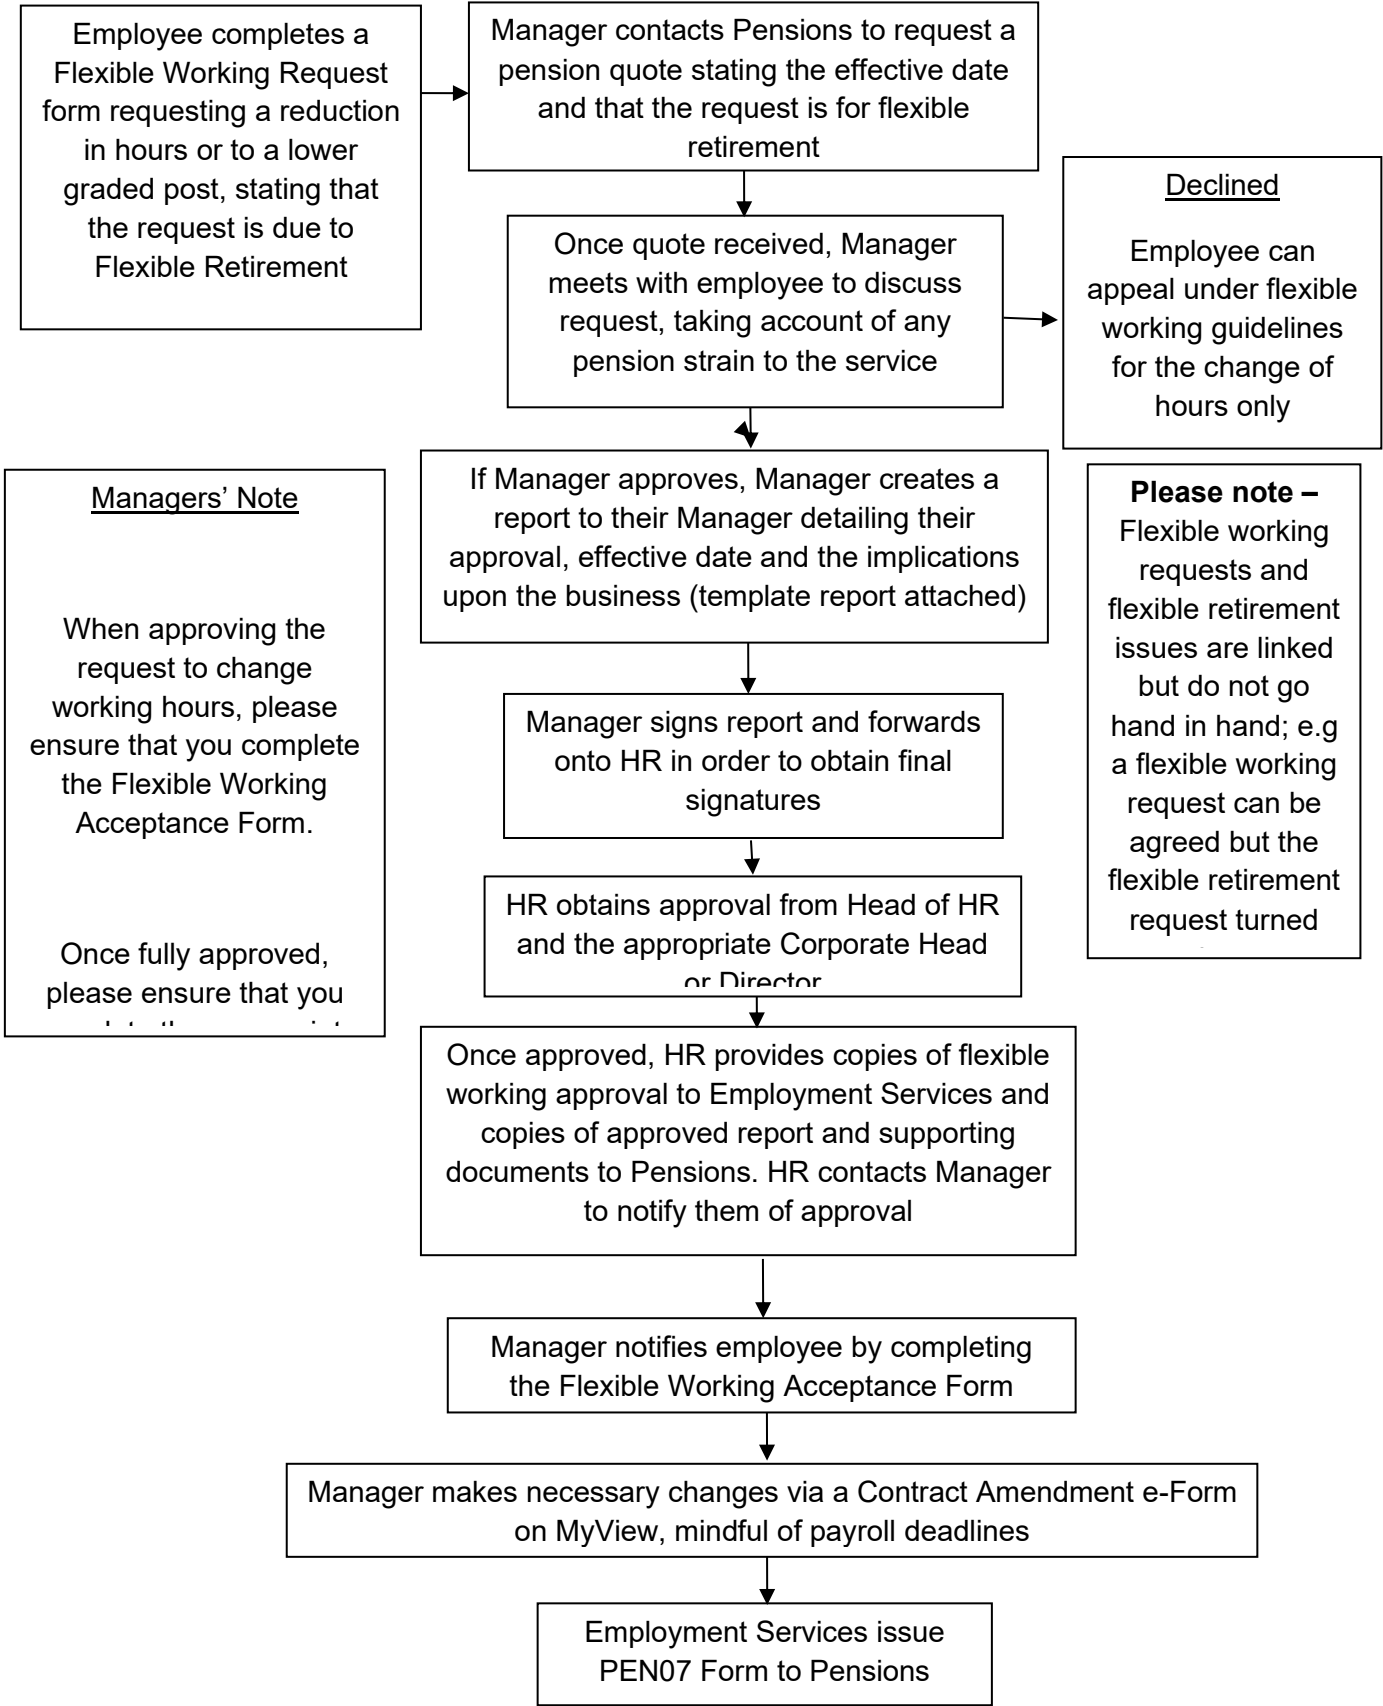 Employee completes a
Flexible Working Request
form requesting a reduction
in hours or to a lower
graded post, stating that
the request is due to
Flexible Retirement
Manager contacts Pensions to request a
pension quote stating the effective date
and that the request is for flexible
retirement
Once quote received, Manager
meets with employee to discuss
request, taking account of any
pension strain to the service
Declined
Employee can
appeal under flexible
working guidelines
for the change of
hours only
If Manager approves, Manager creates a
report to their Manager detailing their
approval, effective date and the implications
upon the business (template report attached)
Managers’ Note
When approving the
request to change
working hours, please
ensure that you complete
the Flexible Working
Acceptance Form.
Once fully approved,
please ensure that you
Please note –
Flexible working
requests and
flexible retirement
issues are linked
but do not go
hand in hand; e.g
a flexible working
request can be
agreed but the
flexible retirement
request turned
Manager signs report and forwards
onto HR in order to obtain final
signatures
HR obtains approval from Head of HR
and the appropriate Corporate Head
or Director
Once approved, HR provides copies of flexible
working approval to Employment Services and
copies of approved report and supporting
documents to Pensions. HR contacts Manager
to notify them of approval
Manager notifies employee by completing
the Flexible Working Acceptance Form
Manager makes necessary changes via a Contract Amendment e-Form
on MyView, mindful of payroll deadlines
Employment Services issue
PEN07 Form to Pensions